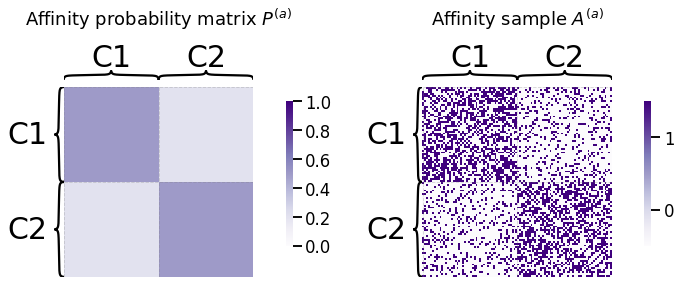 Affinity probability matrix P^(a)
C1 C2
C1
C2
1.0
0.8
0.6
0.4
0.2
0.0
Affinity sample A^(a)
C1 C2
C1
C2
1
0